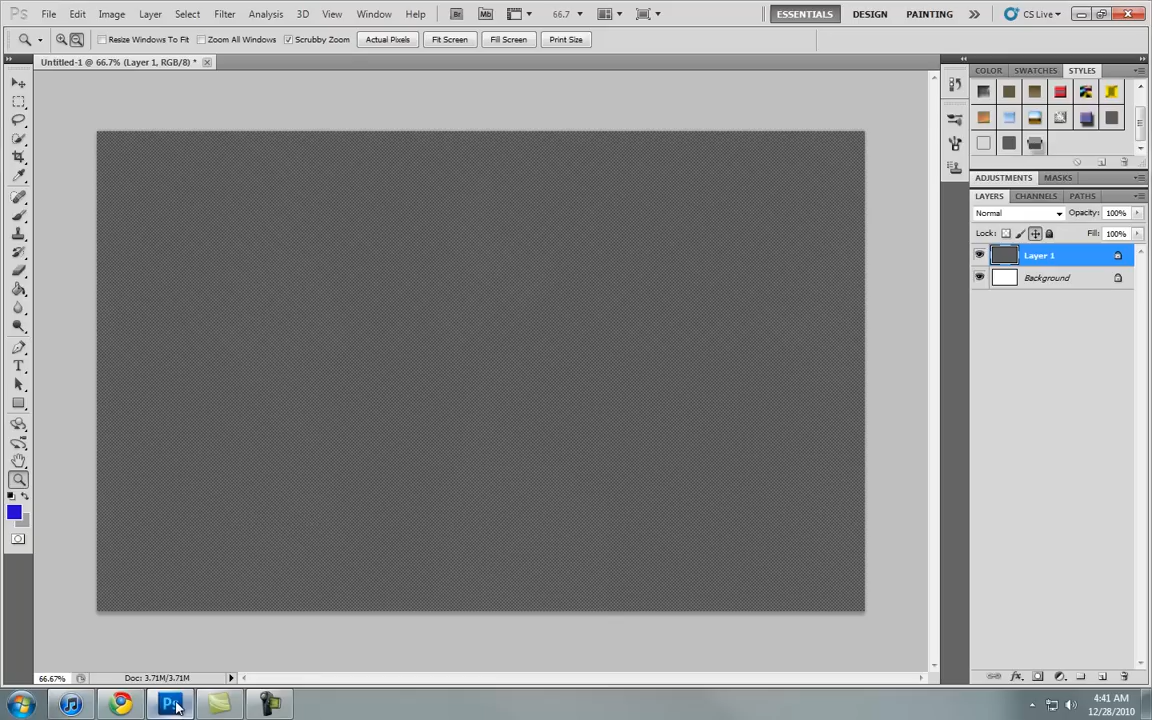 Ps File Edit Image Layer Select Filter Analysis 3D View Window Help Br Mb 66.7 ESSENTIALS DESIGN PAINTING CS Live
Resize Windows To Fit Zoom All Windows Scrubby Zoom Actual Pixels Fit Screen Fill Screen Print Size
Untitled-1 @ 66.7% (Layer 1, RGB/8) *
COLOR SWATCHES STYLES
ADJUSTMENTS MASKS
LAYERS CHANNELS PATHS
Normal Opacity: 100%
Lock: Fill: 100%
Layer 1
Background
T
66.67% Doc: 3.71M/3.71M
Ps
4:41 AM
12/28/2010